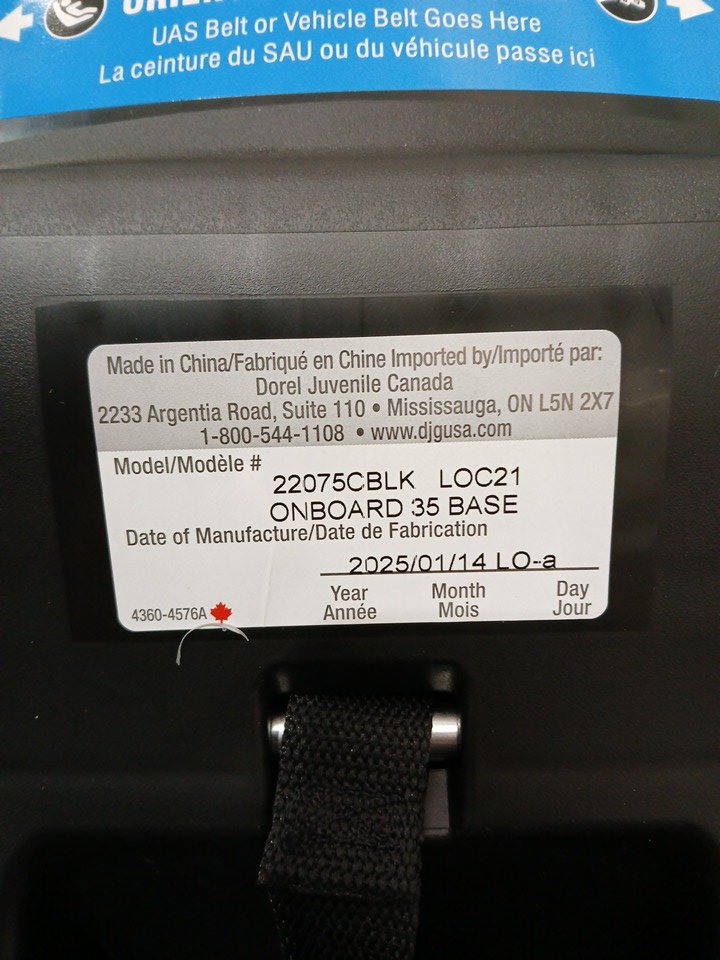 UAS Belt or Vehicle Belt Goes Here
La ceinture du SAU ou du véhicule passe ici
Made in China/Fabriqué en Chine Imported by/Importé par:
Dorel Juvenile Canada
2233 Argentia Road, Suite 110 • Mississauga, ON L5N 2X7
1-800-544-1108 • www.djgusa.com
Model/Modèle #
22075CBLK LOC21
ONBOARD 35 BASE
Date of Manufacture/Date de Fabrication
2025/01/14 LO-a
Year Month Day
Année Mois Jour
4360-4576A